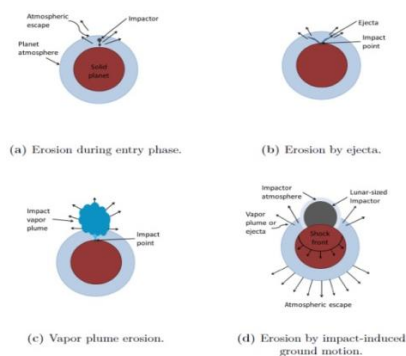 Atmospheric
escape
Impactor
Planet
atmosphere
Solid
planet
(a) Erosion during entry phase.
Ejecta
Impact
point
(b) Erosion by ejecta.
Impact
vapor
plume
Impact
point
(c) Vapor plume erosion.
Impactor
atmosphere
Lunar-sized
Impactor
Vapor
plume or
ejecta
Shock
front
Atmospheric escape
(d) Erosion by impact-induced
ground motion.